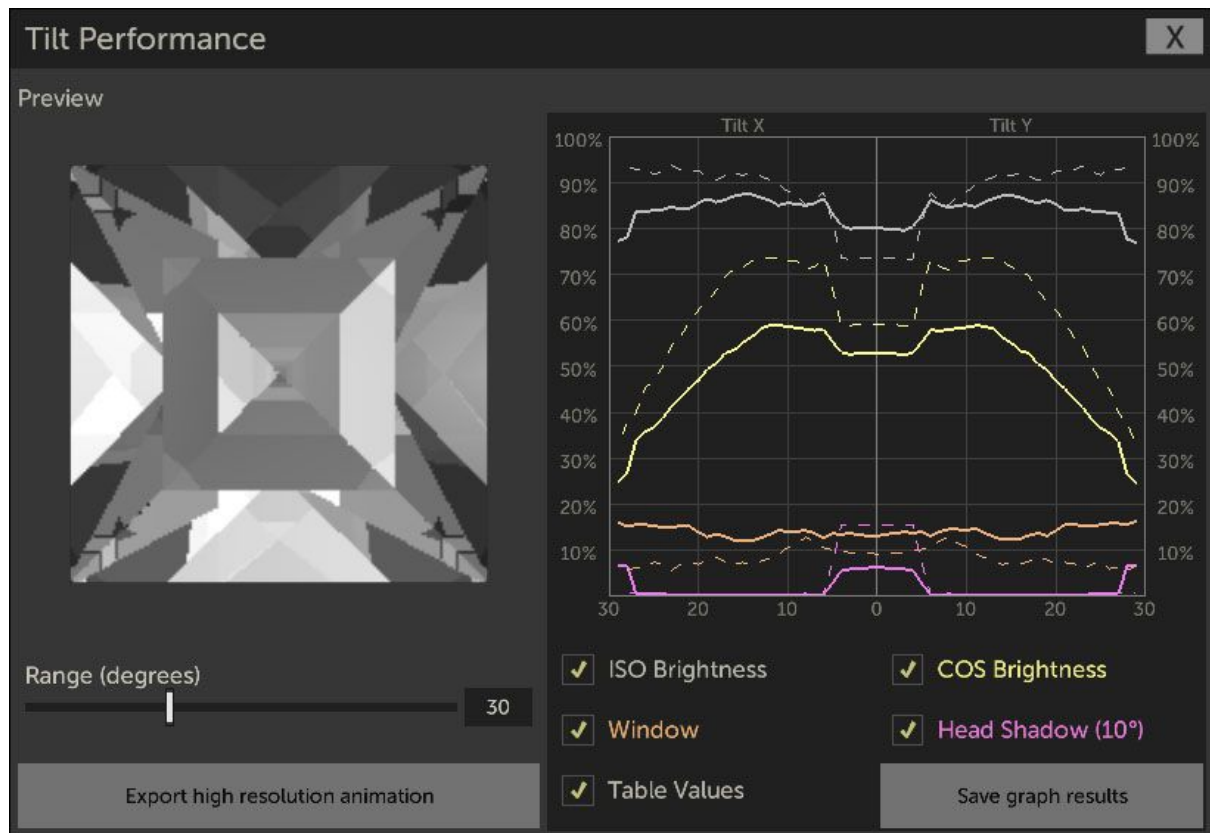 Tilt Performance
X
Preview
Tilt X Tilt Y
100% 100%
90% 90%
80% 80%
70% 70%
60% 60%
50% 50%
40% 40%
30% 30%
20% 20%
10% 10%
30 20 10 0 10 20 30
Range (degrees)
30
ISO Brightness COS Brightness
Window Head Shadow (10°)
Table Values
Export high resolution animation
Save graph results